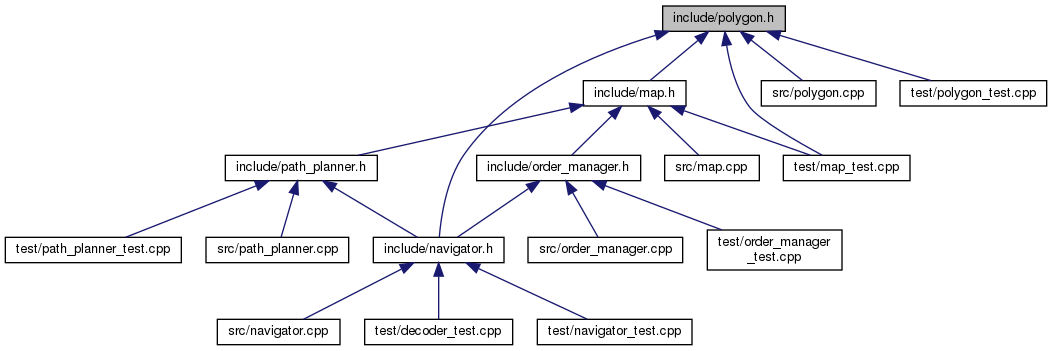 include/polygon.h
include/map.h
src/polygon.cpp
test/polygon_test.cpp
include/path_planner.h
include/order_manager.h
src/map.cpp
test/map_test.cpp
test/path_planner_test.cpp
src/path_planner.cpp
include/navigator.h
src/order_manager.cpp
test/order_manager
_test.cpp
src/navigator.cpp
test/decoder_test.cpp
test/navigator_test.cpp